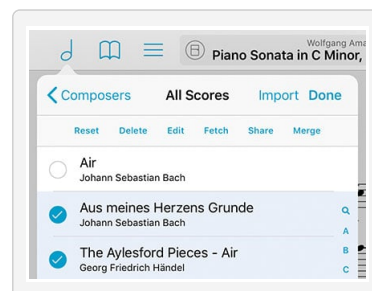 Wolfgang Ama
B Piano Sonata in C Minor,
Composers All Scores Import Done
Reset Delete Edit Fetch Share Merge
Air
Johann Sebastian Bach
Aus meines Herzens Grunde
Johann Sebastian Bach
A
The Aylesford Pieces - Air
Georg Friedrich Händel
B
C